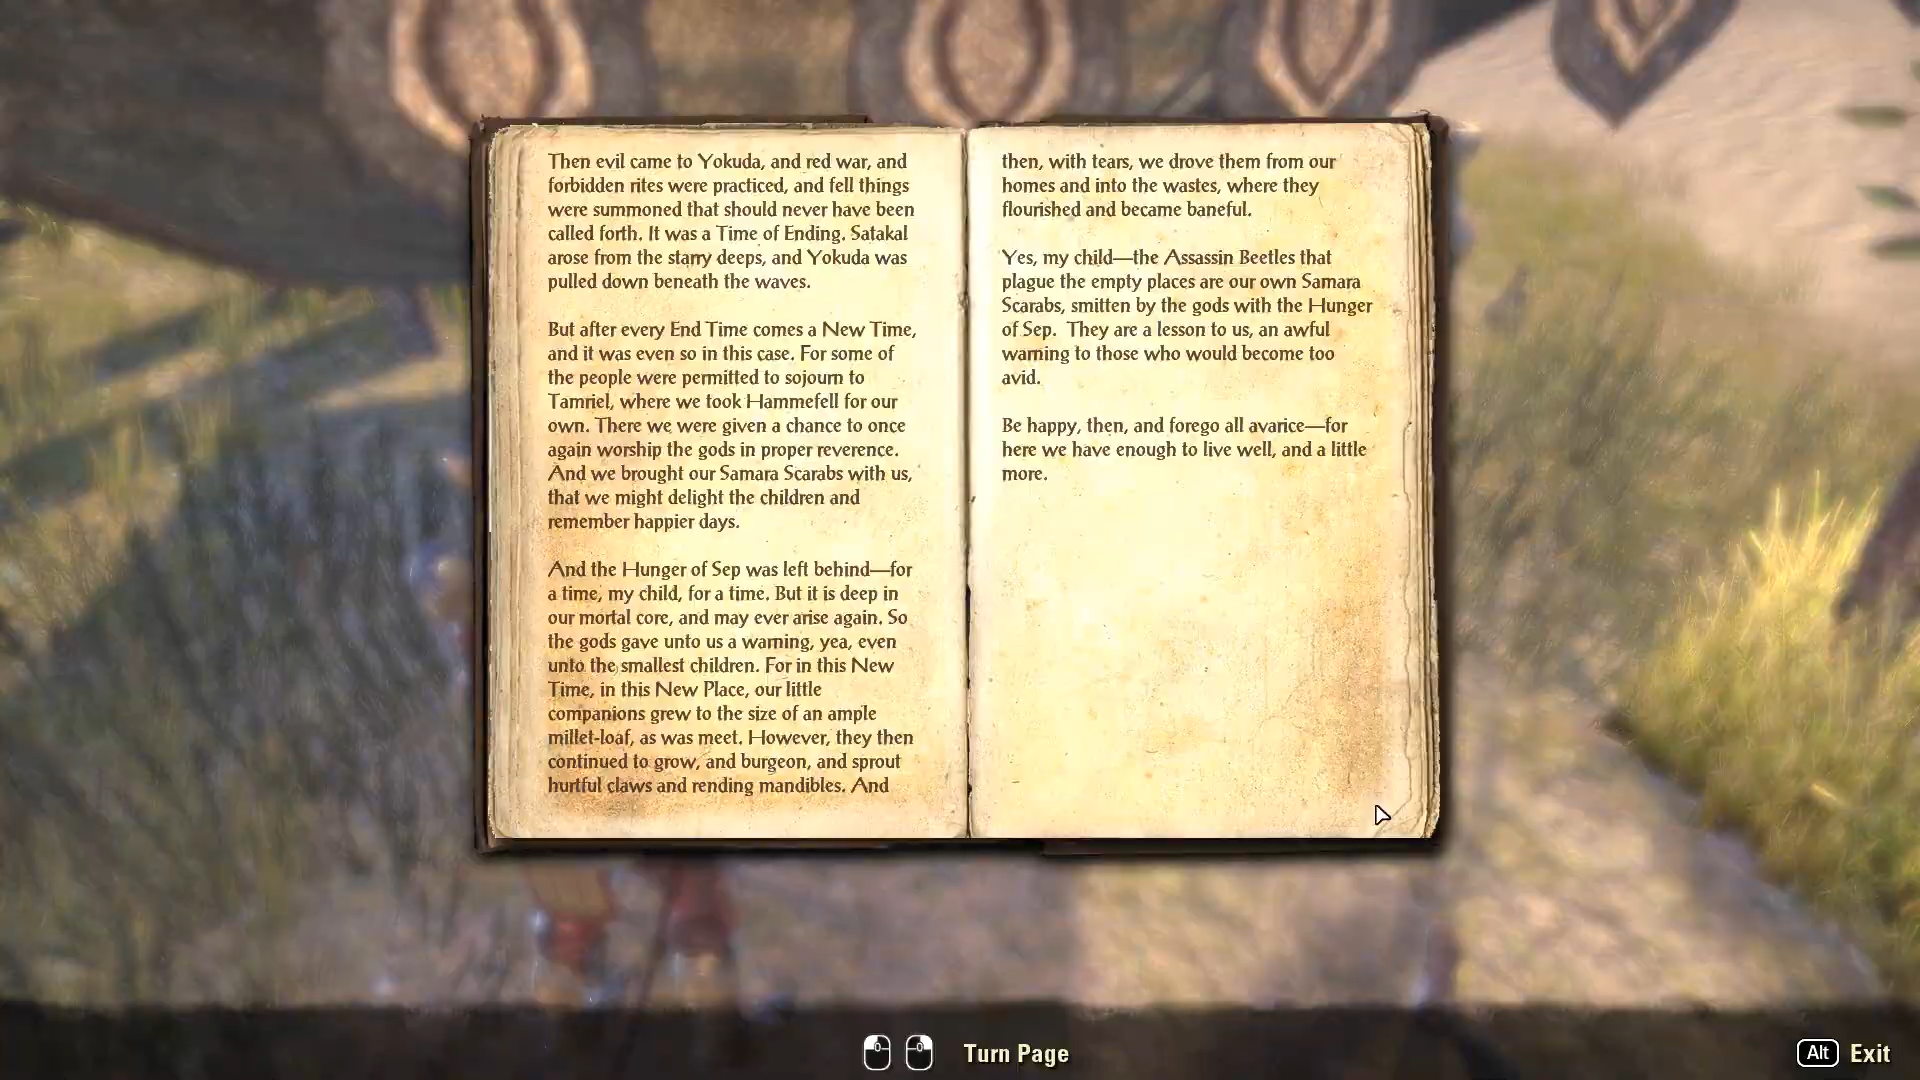 Then evil came to Yokuda, and red war, and
forbidden rites were practiced, and fell things
were summoned that should never have been
called forth. It was a Time of Ending. Satakal
arose from the starry deeps, and Yokuda was
pulled down beneath the waves.
But after every End Time comes a New Time,
and it was even so in this case. For some of
the people were permitted to sojourn to
Tamriel, where we took Hammefell for our
own. There we were given a chance to once
again worship the gods in proper reverence.
And we brought our Samara Scarabs with us,
that we might delight the children and
remember happier days.
And the Hunger of Sep was left behind—for
a time, my child, for a time. But it is deep in
our mortal core, and may ever arise again. So
the gods gave unto us a warning, yea, even
unto the smallest children. For in this New
Time, in this New Place, our little
companions grew to the size of an ample
millet-loaf, as was meet. However, they then
continued to grow, and burgeon, and sprout
hurtful claws and rending mandibles. And
then, with tears, we drove them from our
homes and into the wastes, where they
flourished and became baneful.
Yes, my child—the Assassin Beetles that
plague the empty places are our own Samara
Scarabs, smitten by the gods with the Hunger
of Sep. They are a lesson to us, an awful
warning to those who would become too
avid.
Be happy, then, and forego all avarice—for
here we have enough to live well, and a little
more.
Turn Page
Alt Exit